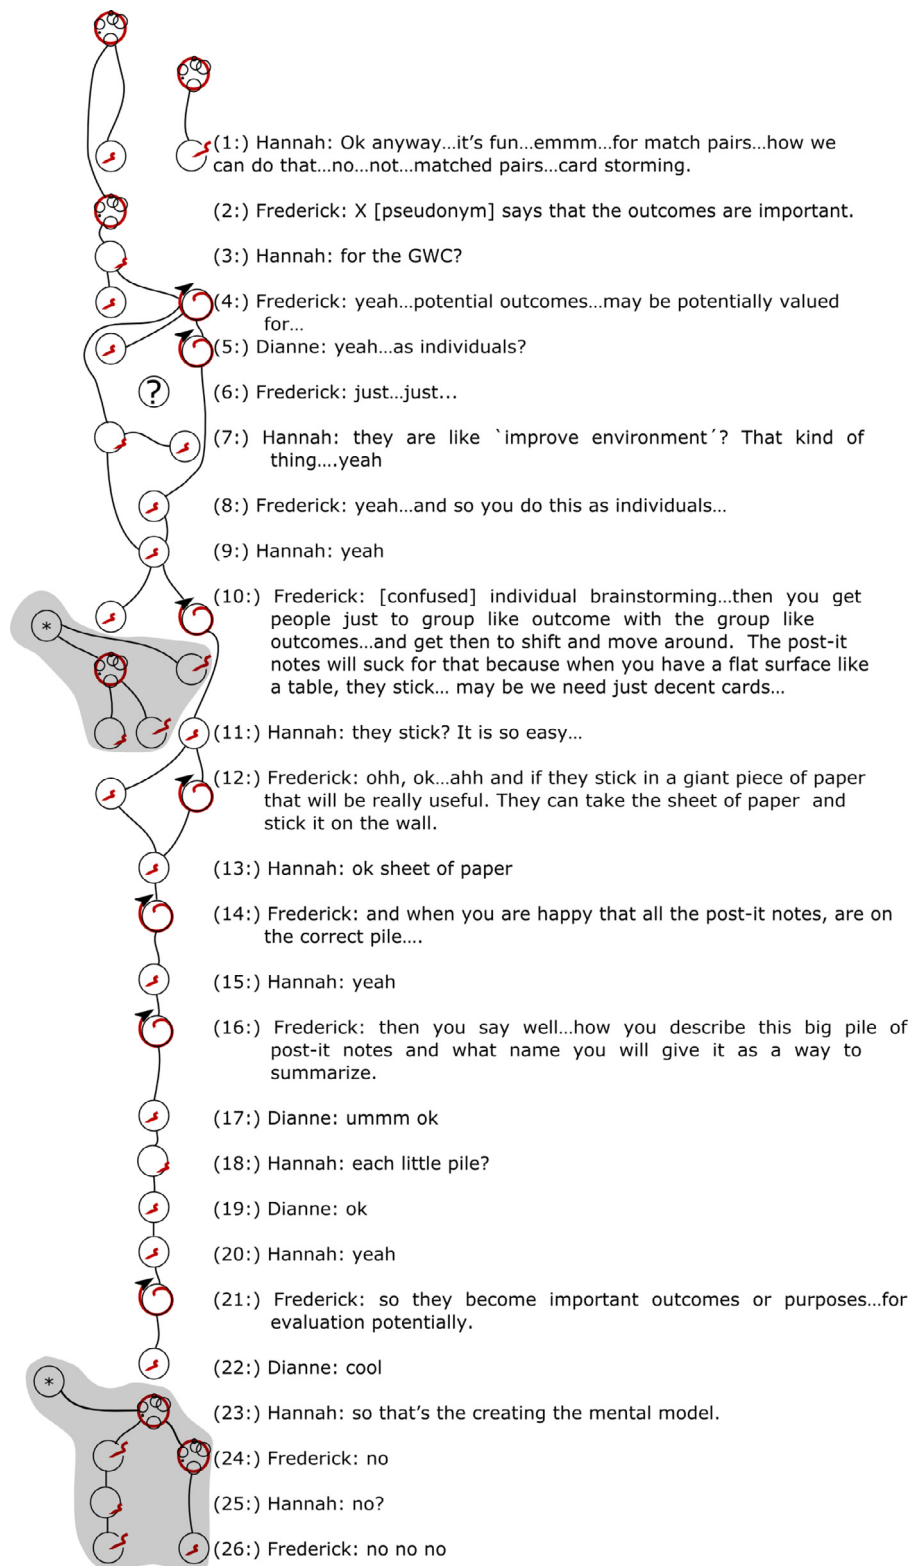 (1:) Hannah: Ok anyway...it's fun...emmm...for match pairs...how we
can do that...no...not...matched pairs...card storming.
(2:) Frederick: X [pseudonym] says that the outcomes are important.
(3:) Hannah: for the GWC?
(4:) Frederick: yeah...potential outcomes...may be potentially valued
for...
(5:) Dianne: yeah...as individuals?
?
(6:) Frederick: just...just...
(7:) Hannah: they are like `improve environment´? That kind of
thing....yeah
(8:) Frederick: yeah...and so you do this as individuals...
(9:) Hannah: yeah
(10:) Frederick: [confused] individual brainstorming...then you get
people just to group like outcome with the group like
outcomes...and get then to shift and move around. The post-it
notes will suck for that because when you have a flat surface like
a table, they stick... may be we need just decent cards...
*
(11:) Hannah: they stick? It is so easy...
(12:) Frederick: ohh, ok...ahh and if they stick in a giant piece of paper
that will be really useful. They can take the sheet of paper and
stick it on the wall.
(13:) Hannah: ok sheet of paper
(14:) Frederick: and when you are happy that all the post-it notes, are on
the correct pile....
(15:) Hannah: yeah
(16:) Frederick: then you say well...how you describe this big pile of
post-it notes and what name you will give it as a way to
summarize.
(17:) Dianne: ummm ok
(18:) Hannah: each little pile?
(19:) Dianne: ok
(20:) Hannah: yeah
(21:) Frederick: so they become important outcomes or purposes...for
evaluation potentially.
(22:) Dianne: cool
*
(23:) Hannah: so that's the creating the mental model.
(24:) Frederick: no
(25:) Hannah: no?
(26:) Frederick: no no no